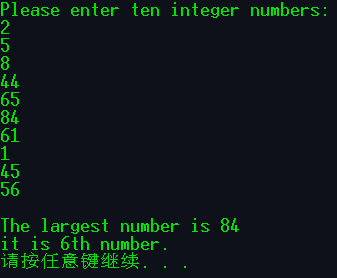 Please enter ten integer numbers:
2
5
8
44
65
84
61
1
45
56
The largest number is 84
it is 6th number.
请按任意键继续. . .